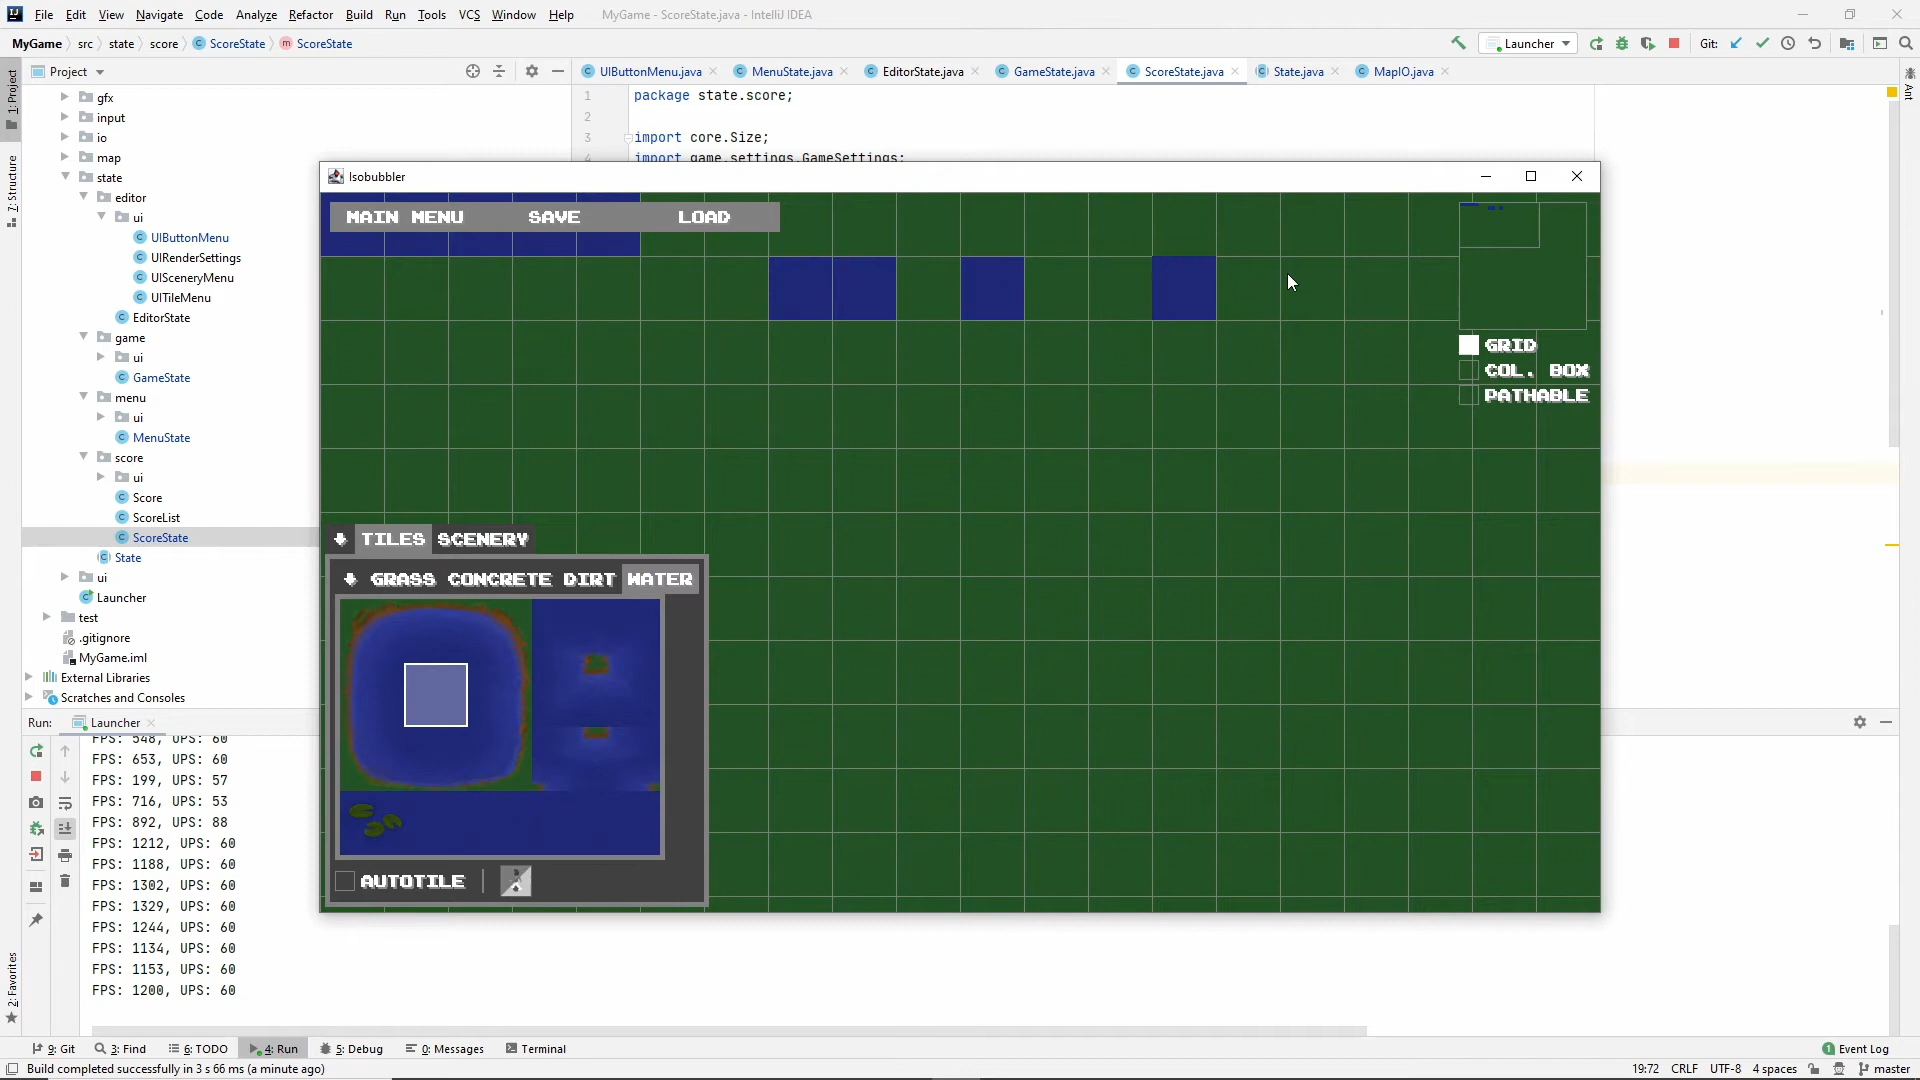 File Edit View Navigate Code Analyze Refactor Build Run Tools VCS Window Help MyGame - ScoreState.java - IntelliJ IDEA
MyGame src state score ScoreState ScoreState Launcher Git:
Project
UIButtonMenu.java MenuState.java EditorState.java GameState.java ScoreState.java State.java MapIO.java
1: Project
7: Structure
2: Favorites
Ant
gfx
input
io
map
state
editor
ui
UIButtonMenu
UIRenderSettings
UISceneryMenu
UITileMenu
EditorState
game
ui
GameState
menu
ui
MenuState
score
ui
Score
ScoreList
ScoreState
State
ui
Launcher
test
.gitignore
MyGame.iml
External Libraries
Scratches and Consoles
1 package state.score;
2
3 import core.Size;
4 import game.settings.GameSettings;
Isobubbler
MAIN MENU SAVE LOAD
GRID
COL. BOX
PATHABLE
TILES SCENERY
GRASS CONCRETE DIRT WATER
AUTOTILE
Run: Launcher
FPS: 548, UPS: 60
FPS: 653, UPS: 60
FPS: 199, UPS: 57
FPS: 716, UPS: 53
FPS: 892, UPS: 88
FPS: 1212, UPS: 60
FPS: 1188, UPS: 60
FPS: 1302, UPS: 60
FPS: 1329, UPS: 60
FPS: 1244, UPS: 60
FPS: 1134, UPS: 60
FPS: 1153, UPS: 60
FPS: 1200, UPS: 60
9: Git 3: Find 6: TODO 4: Run 5: Debug 0: Messages Terminal 1 Event Log
Build completed successfully in 3 s 66 ms (a minute ago) 19:72 CRLF UTF-8 4 spaces master